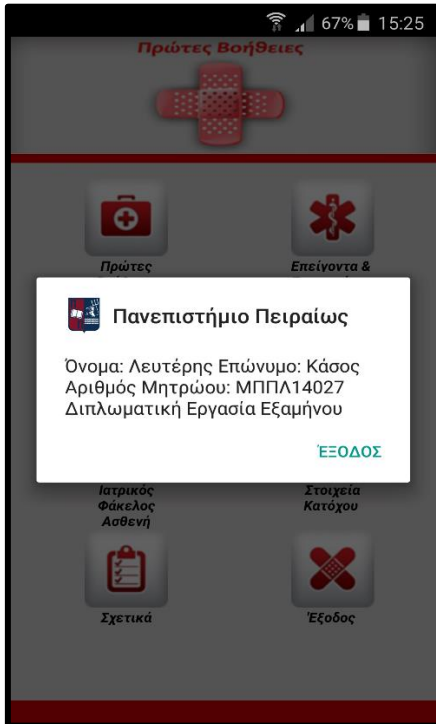 67% 15:25
Πρώτες Βοήθειες
Πρώτες
Επείγοντα &
Πανεπιστήμιο Πειραίως
Όνομα: Λευτέρης Επώνυμο: Κάσος
Αριθμός Μητρώου: ΜΠΠΛ14027
Διπλωματική Εργασία Εξαμήνου
ΈΞΟΔΟΣ
Ιατρικός
Φάκελος
Ασθενή
Στοιχεία
Κατόχου
Σχετικά
Έξοδος